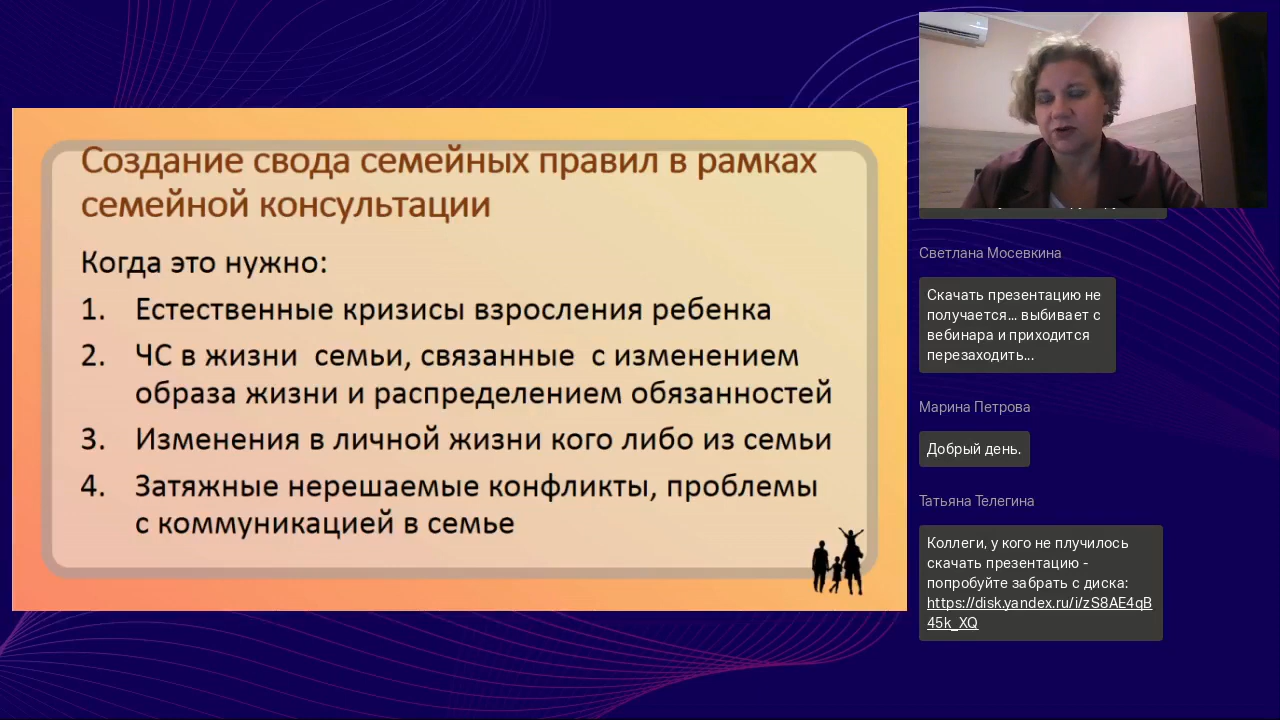 Создание свода семейных правил в рамках
семейной консультации
Когда это нужно:
1. Естественные кризисы взросления ребенка
2. ЧС в жизни семьи, связанные с изменением
образа жизни и распределением обязанностей
3. Изменения в личной жизни кого либо из семьи
4. Затяжные нерешаемые конфликты, проблемы
с коммуникацией в семье
Светлана Мосевкина
Скачать презентацию не
получается... выбивает с
вебинара и приходится
перезаходить...
Марина Петрова
Добрый день.
Татьяна Телегина
Коллеги, у кого не плучилось
скачать презентацию -
попробуйте забрать с диска:
https://disk.yandex.ru/i/zS8AE4qB
45k_XQ